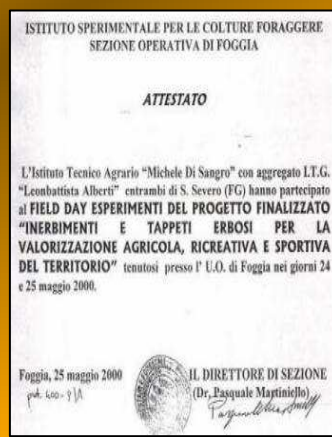 ISTITUTO SPERIMENTALE PER LE COLTURE FORAGGERE
SEZIONE OPERATIVA DI FOGGIA
ATTESTATO
L'Istituto Tecnico Agrario "Michele Di Sangro" con aggregato I.T.G.
"Leonbattista Alberti" entrambi di S. Severo (FG) hanno partecipato
al FIELD DAY ESPERIMENTI DEL PROGETTO FINALIZZATO
"INERBIMENTI E TAPPETI ERBOSI PER LA
VALORIZZAZIONE AGRICOLA, RICREATIVA E SPORTIVA
DEL TERRITORIO" tenutosi presso l' U.O. di Foggia nei giorni 24
e 25 maggio 2000.
Foggia, 25 maggio 2000
IL DIRETTORE DI SEZIONE
(Dr. Pasquale Martiniello)